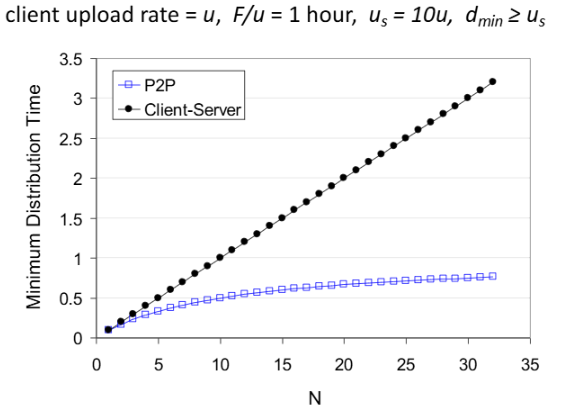 client upload rate = u, F/u = 1 hour, uₛ = 10u, dₘᵢₙ ≥ uₛ
3.5
P2P
3
Client-Server
2.5
2
1.5
1
0.5
0
Minimum Distribution Time
0 5 10 15 20 25 30 35
N